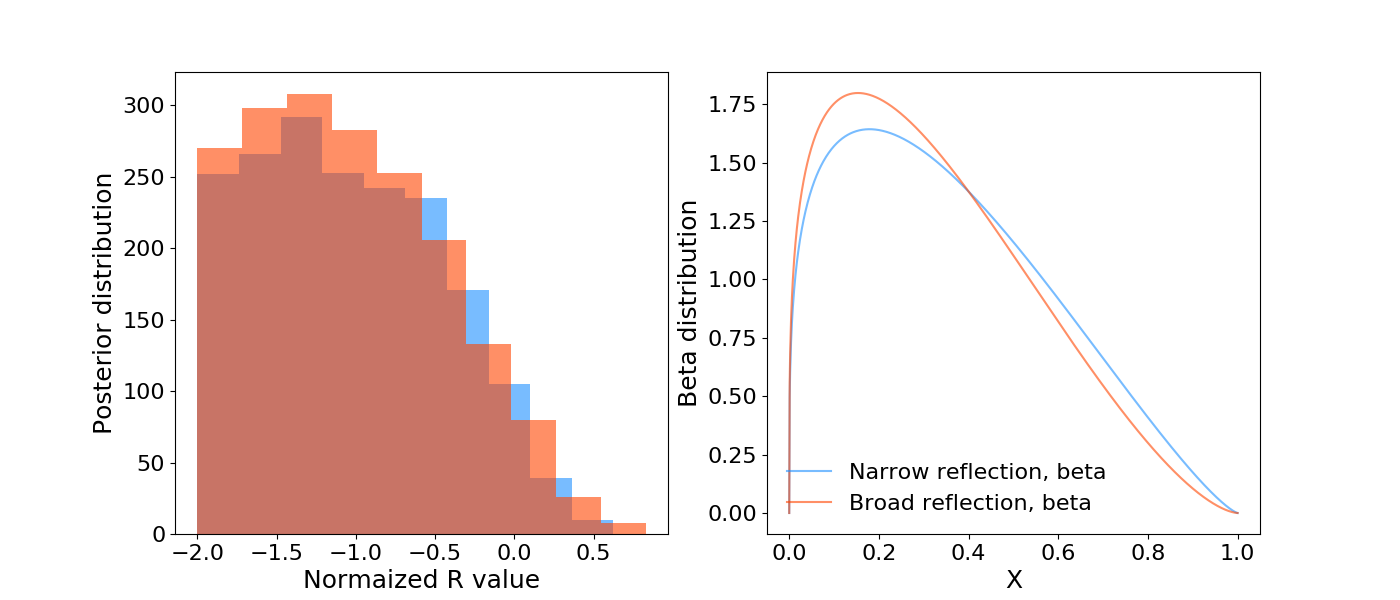 Posterior distribution
300
250
200
150
100
50
0
−2.0 −1.5 −1.0 −0.5 0.0 0.5
Normaized R value
Beta distribution
1.75
1.50
1.25
1.00
0.75
0.50
0.25
0.00
Narrow reflection, beta
Broad reflection, beta
0.0 0.2 0.4 0.6 0.8 1.0
X